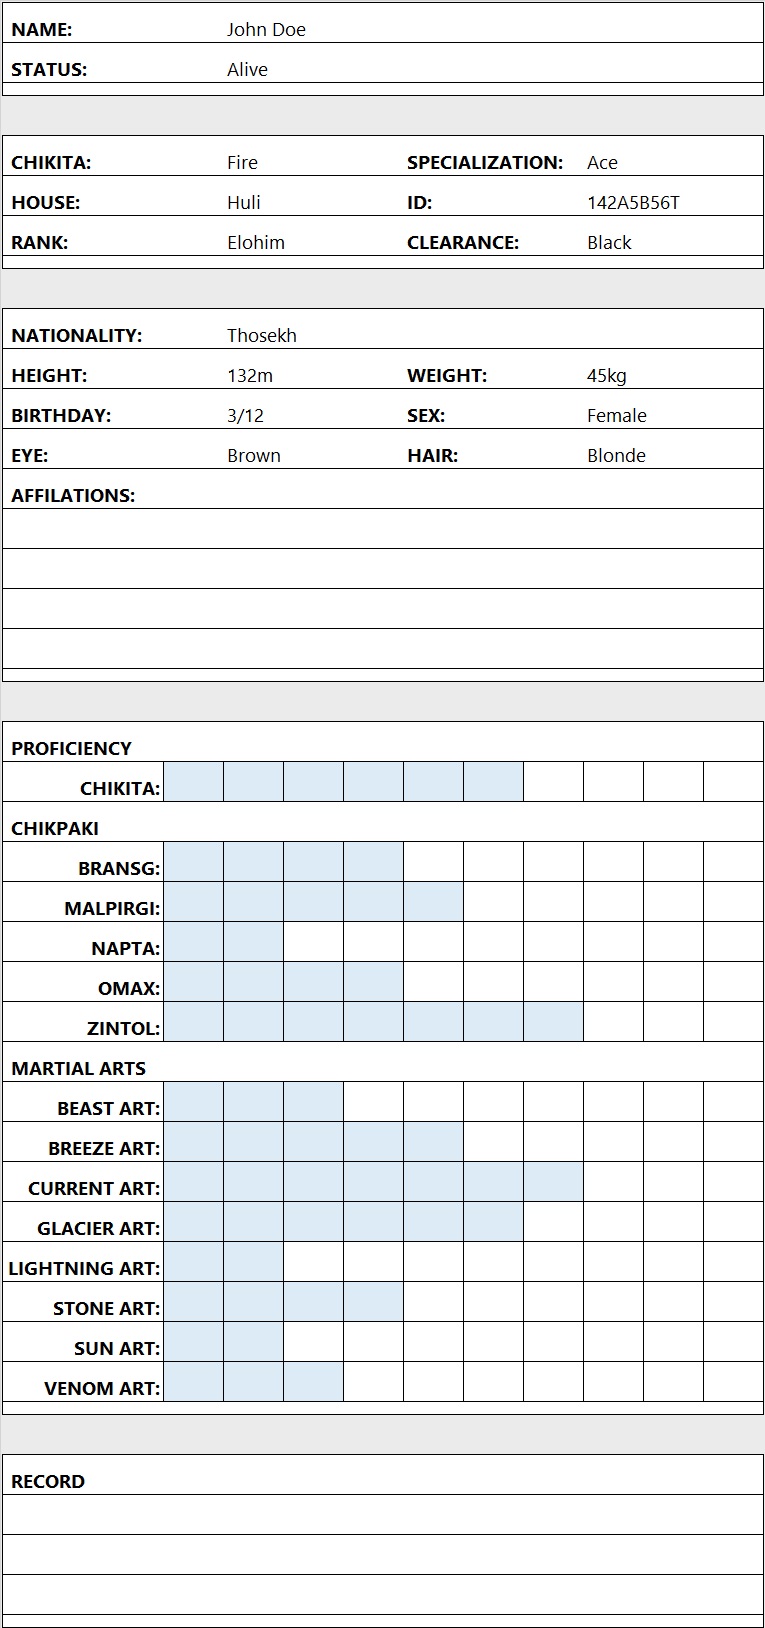 NAME: John Doe
STATUS: Alive
CHIKITA: Fire SPECIALIZATION: Ace
HOUSE: Huli ID: 142A5B56T
RANK: Elohim CLEARANCE: Black
NATIONALITY: Thosekh
HEIGHT: 132m WEIGHT: 45kg
BIRTHDAY: 3/12 SEX: Female
EYE: Brown HAIR: Blonde
AFFILATIONS:
PROFICIENCY
CHIKITA:
CHIKPAKI
BRANSG:
MALPIRGI:
NAPTA:
OMAX:
ZINTOL:
MARTIAL ARTS
BEAST ART:
BREEZE ART:
CURRENT ART:
GLACIER ART:
LIGHTNING ART:
STONE ART:
SUN ART:
VENOM ART:
RECORD